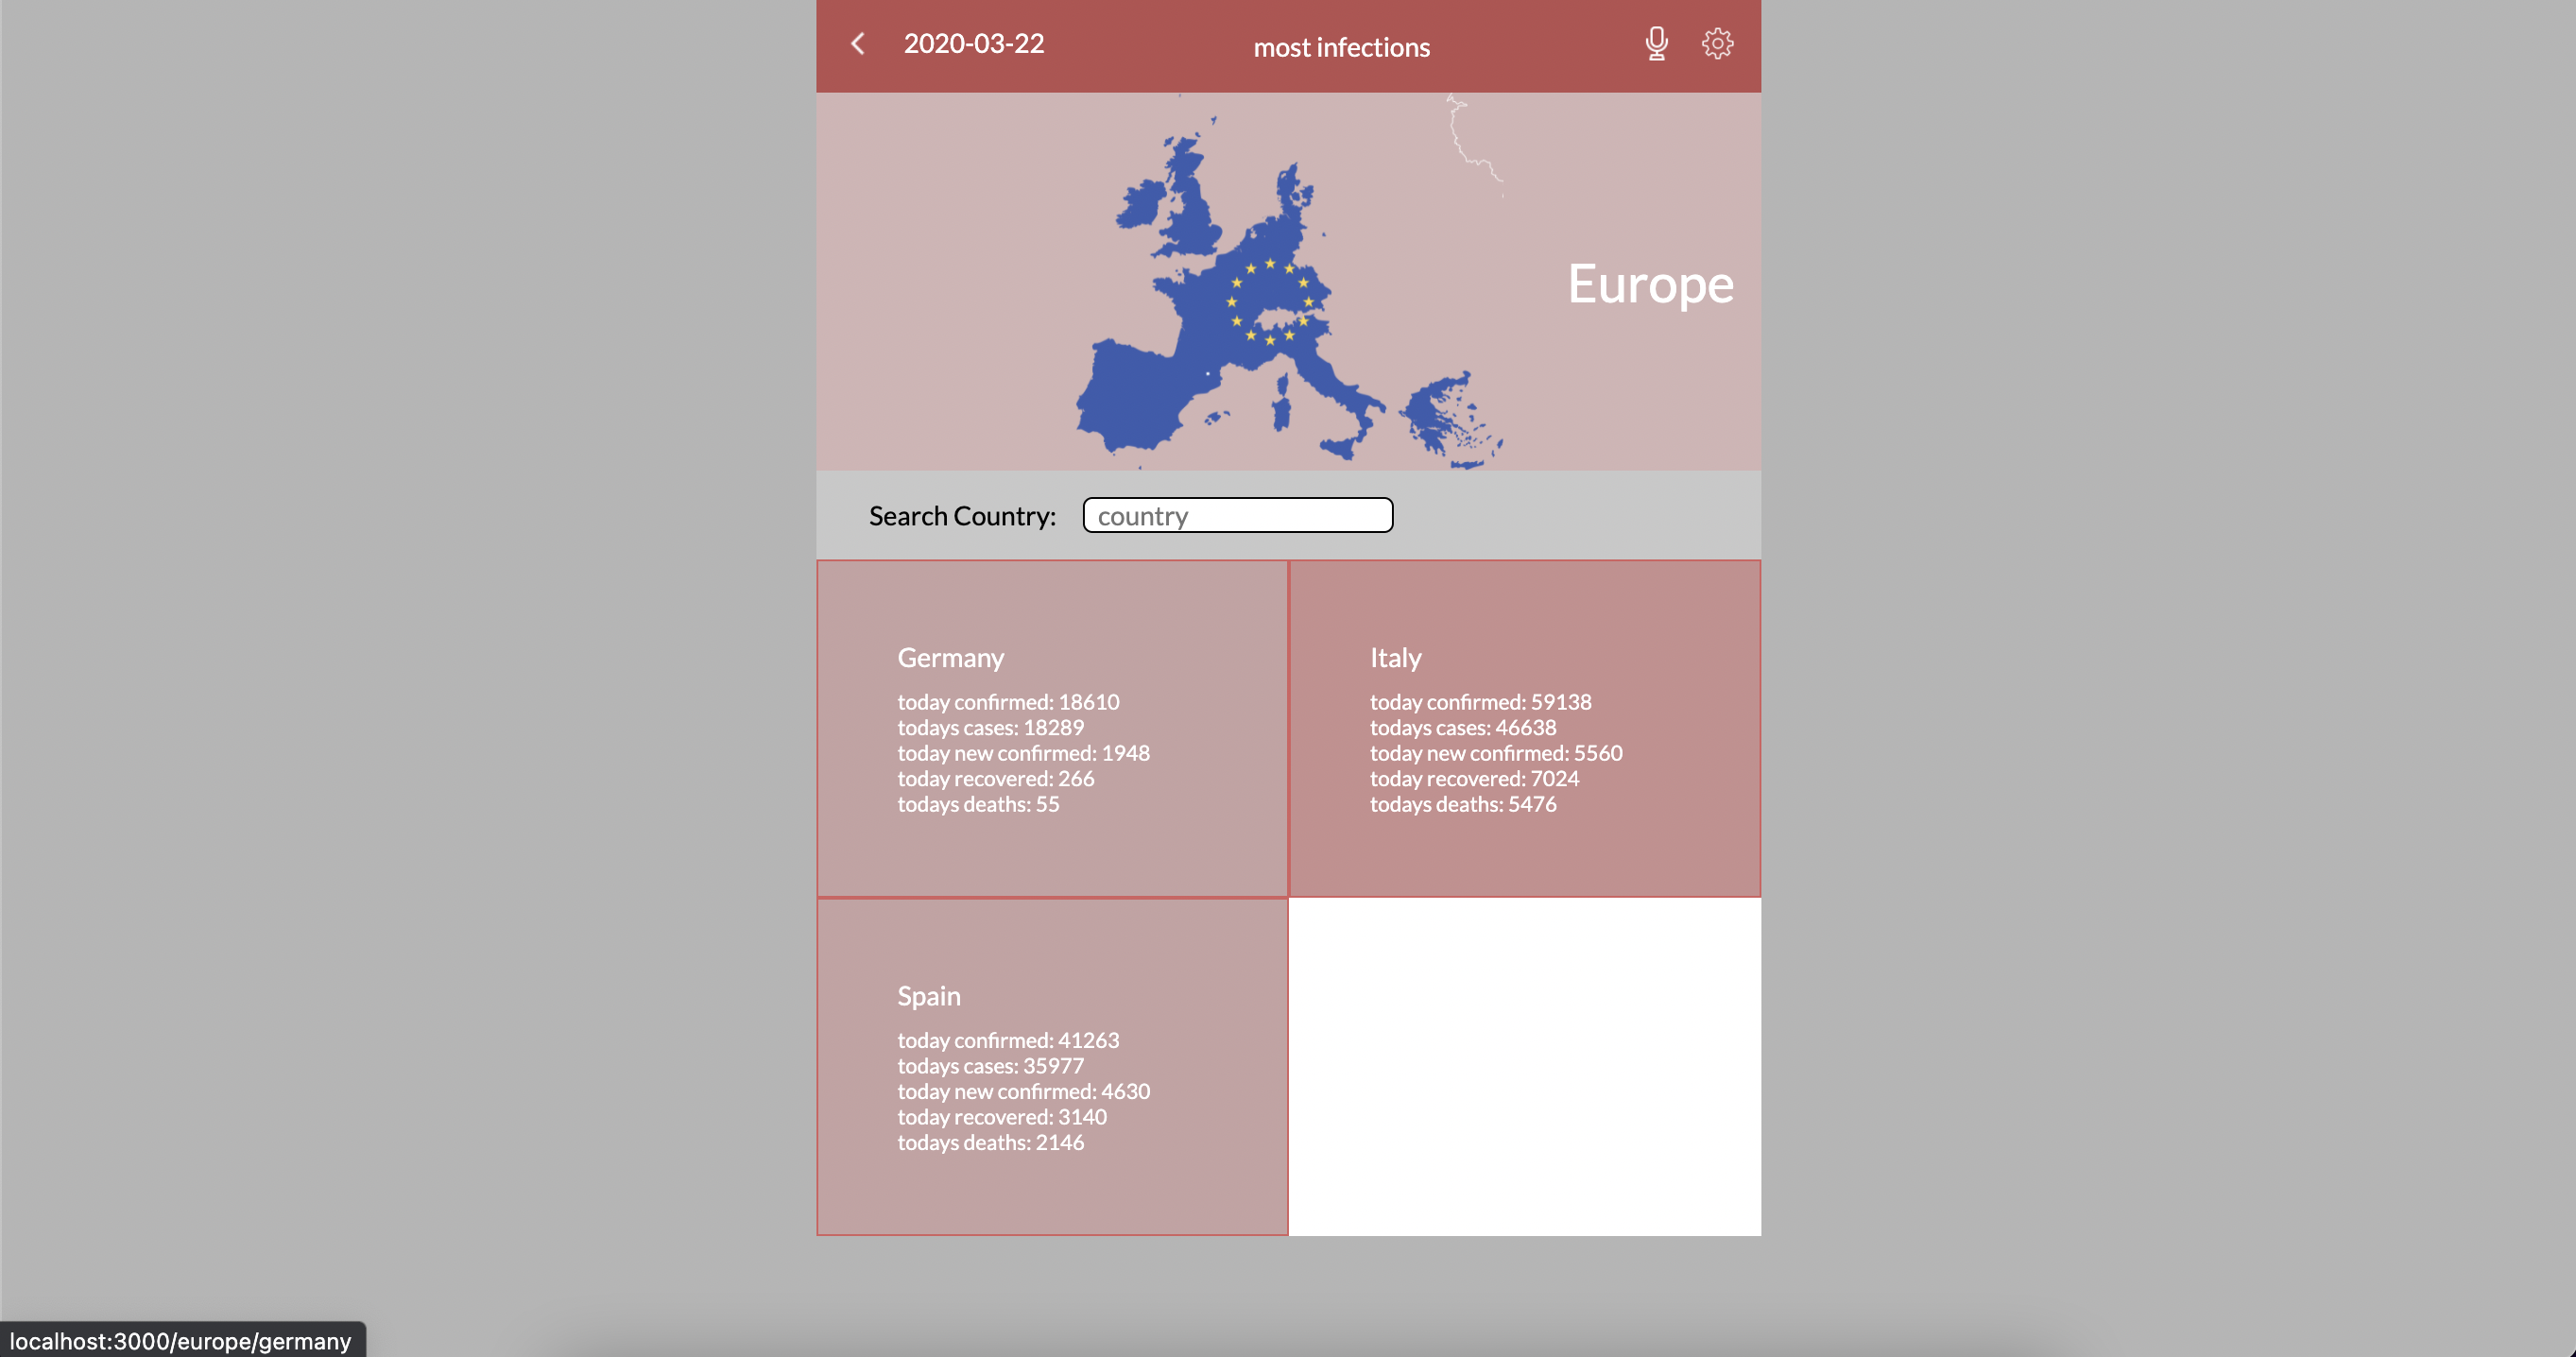 2020-03-22
most infections
Europe
Search Country:
country
Germany
today confirmed: 18610
todays cases: 18289
today new confirmed: 1948
today recovered: 266
todays deaths: 55
Italy
today confirmed: 59138
todays cases: 46638
today new confirmed: 5560
today recovered: 7024
todays deaths: 5476
Spain
today confirmed: 41263
todays cases: 35977
today new confirmed: 4630
today recovered: 3140
todays deaths: 2146
localhost:3000/europe/germany